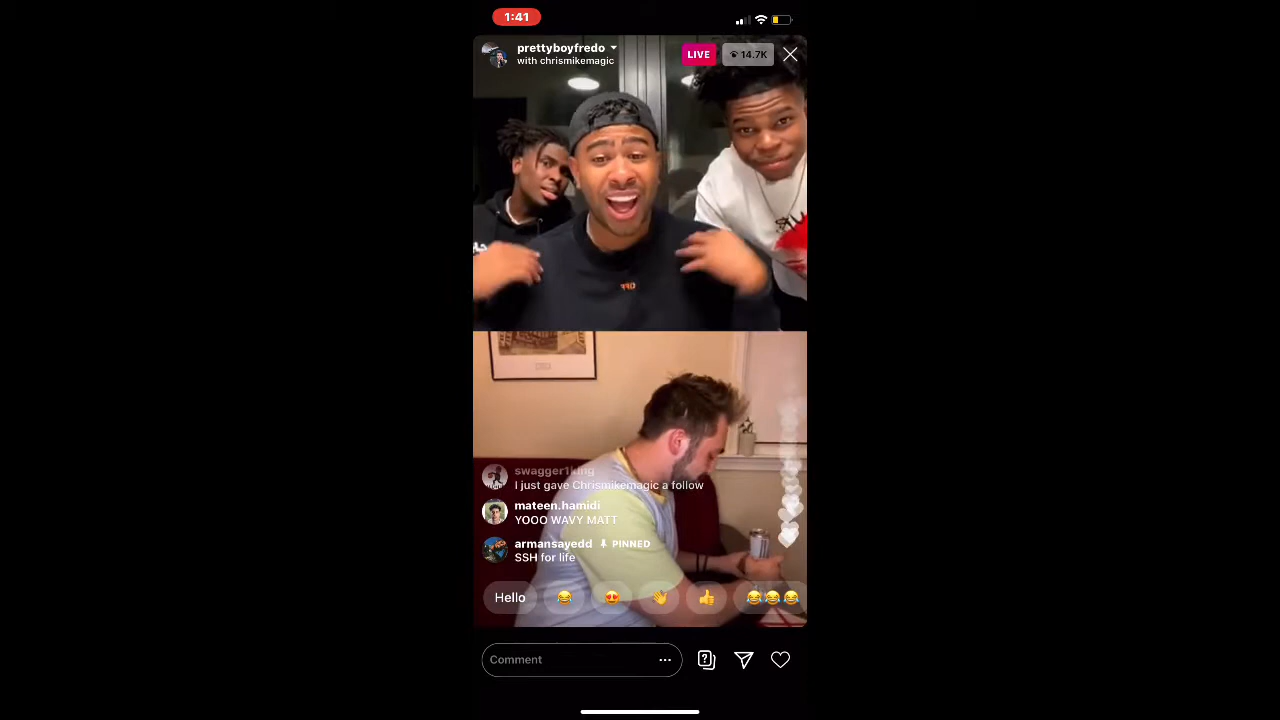 1:41
prettyboyfredo
with chrismikemagic
LIVE
14.7K
swagger1king
I just gave Chrismikemagic a follow
mateen.hamidi
YOOO WAVY MATT
armansayedd PINNED
SSH for life
Hello
Comment